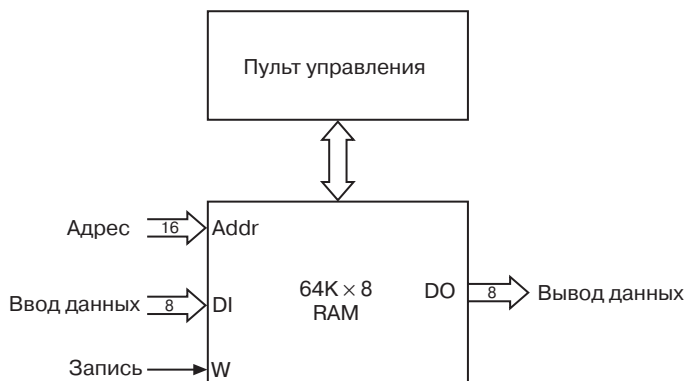 Пульт управления
Адрес 16 Addr
Ввод данных 8 DI
64K × 8
RAM
DO 8 Вывод данных
Запись W